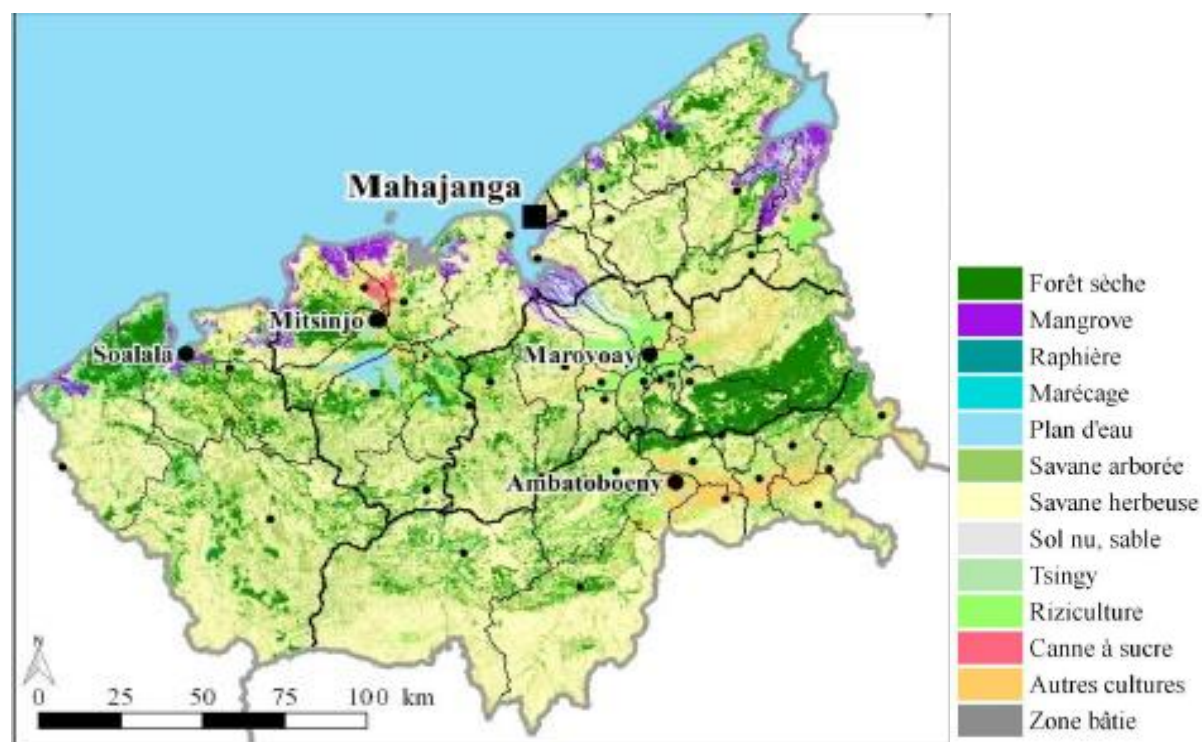 Mahajanga
Mitsinjo
Soalala
Marovoay
Ambatoboeny
N
0 25 50 75 100 km
Forêt sèche
Mangrove
Raphière
Marécage
Plan d'eau
Savane arborée
Savane herbeuse
Sol nu, sable
Tsingy
Riziculture
Canne à sucre
Autres cultures
Zone bâtie